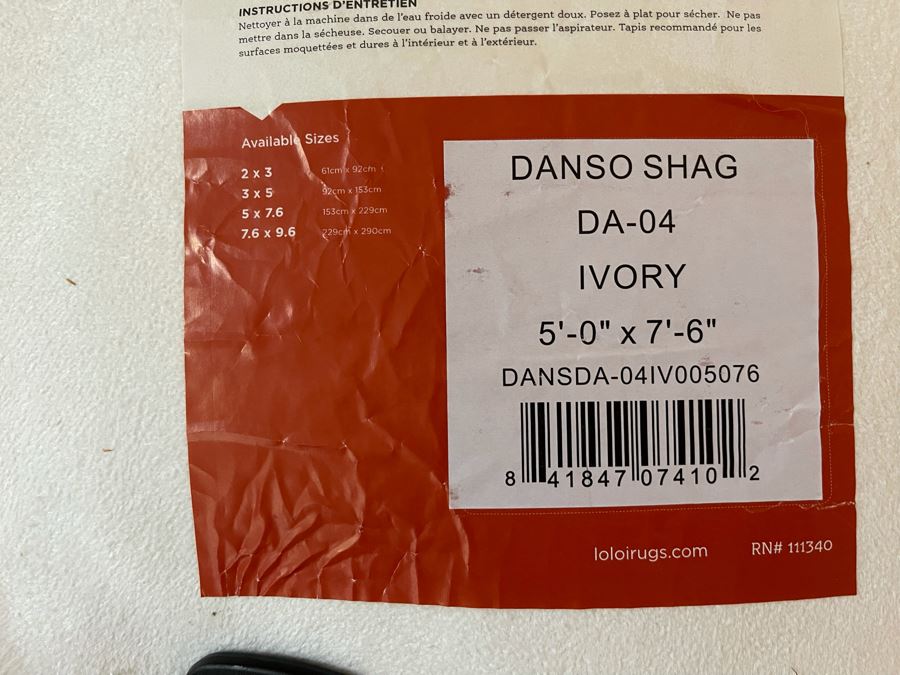 INSTRUCTIONS D'ENTRETIEN
Nettoyer à la machine dans de l'eau froide avec un détergent doux. Posez à plat pour sécher. Ne pas
mettre dans la sécheuse. Secouer ou balayer. Ne pas passer l'aspirateur. Tapis recommandé pour les
surfaces moquettées et dures à l'intérieur et à l'extérieur.
Available Sizes
2 x 3 61cm x 92cm
3 x 5 92cm x 153cm
5 x 7.6 153cm x 229cm
7.6 x 9.6 229cm x 290cm
DANSO SHAG
DA-04
IVORY
5'-0" x 7'-6"
DANSDA-04IV005076
8 41847 07410 2
loloirugs.com RN# 111340